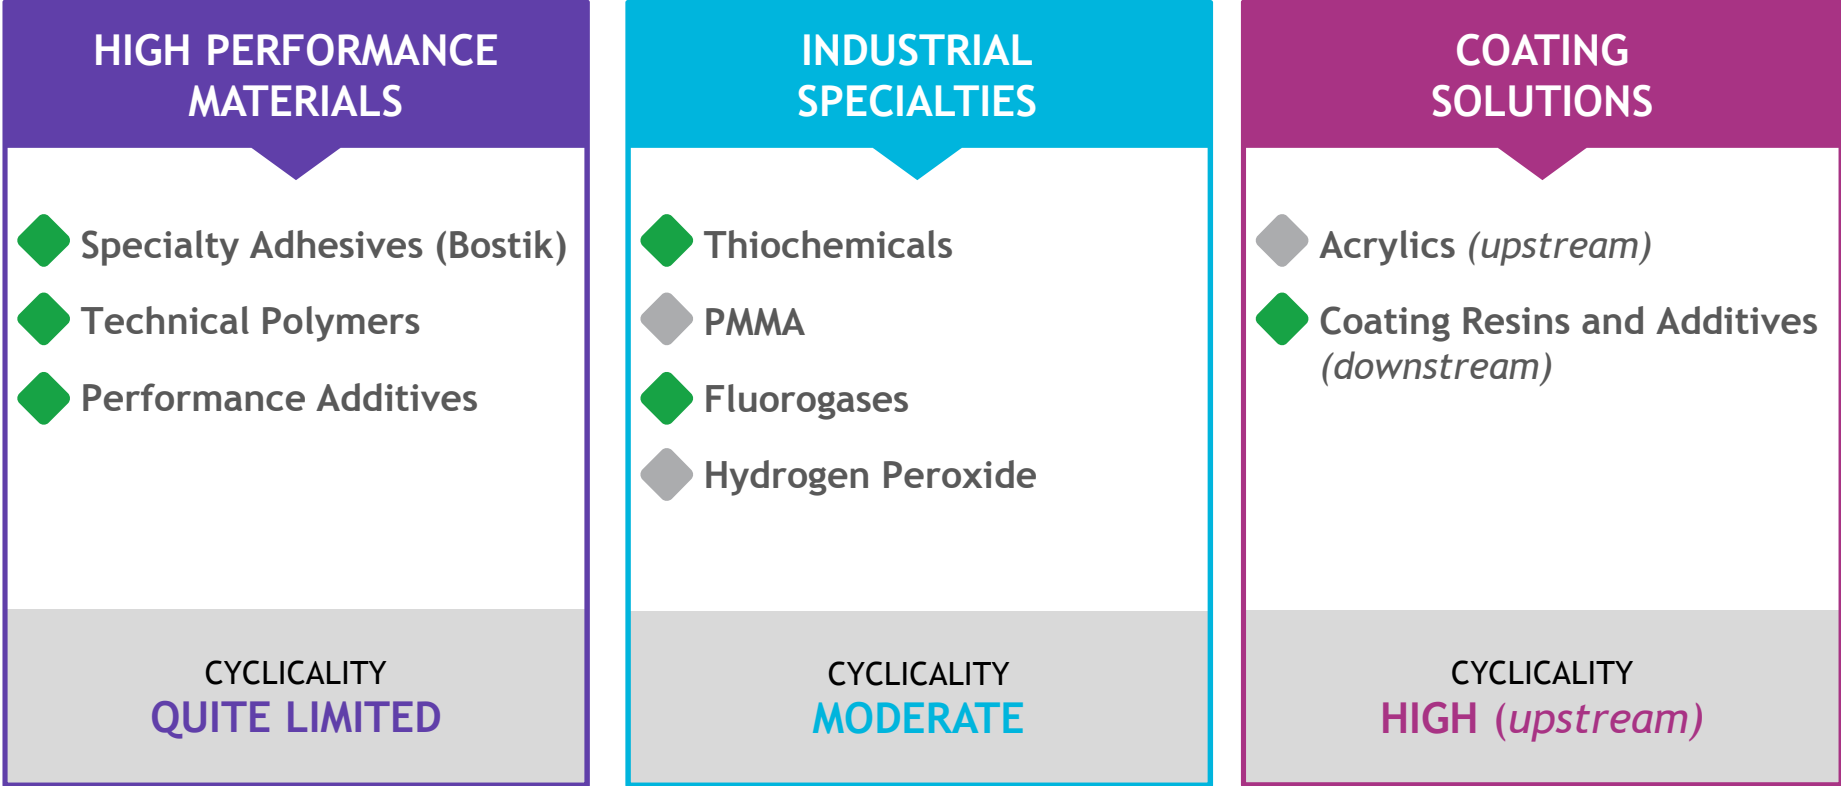 HIGH PERFORMANCE
MATERIALS
Specialty Adhesives (Bostik)
Technical Polymers
Performance Additives
CYCLICALITY
QUITE LIMITED
INDUSTRIAL
SPECIALTIES
Thiochemicals
PMMA
Fluorogases
Hydrogen Peroxide
CYCLICALITY
MODERATE
COATING
SOLUTIONS
Acrylics (upstream)
Coating Resins and Additives
(downstream)
CYCLICALITY
HIGH (upstream)